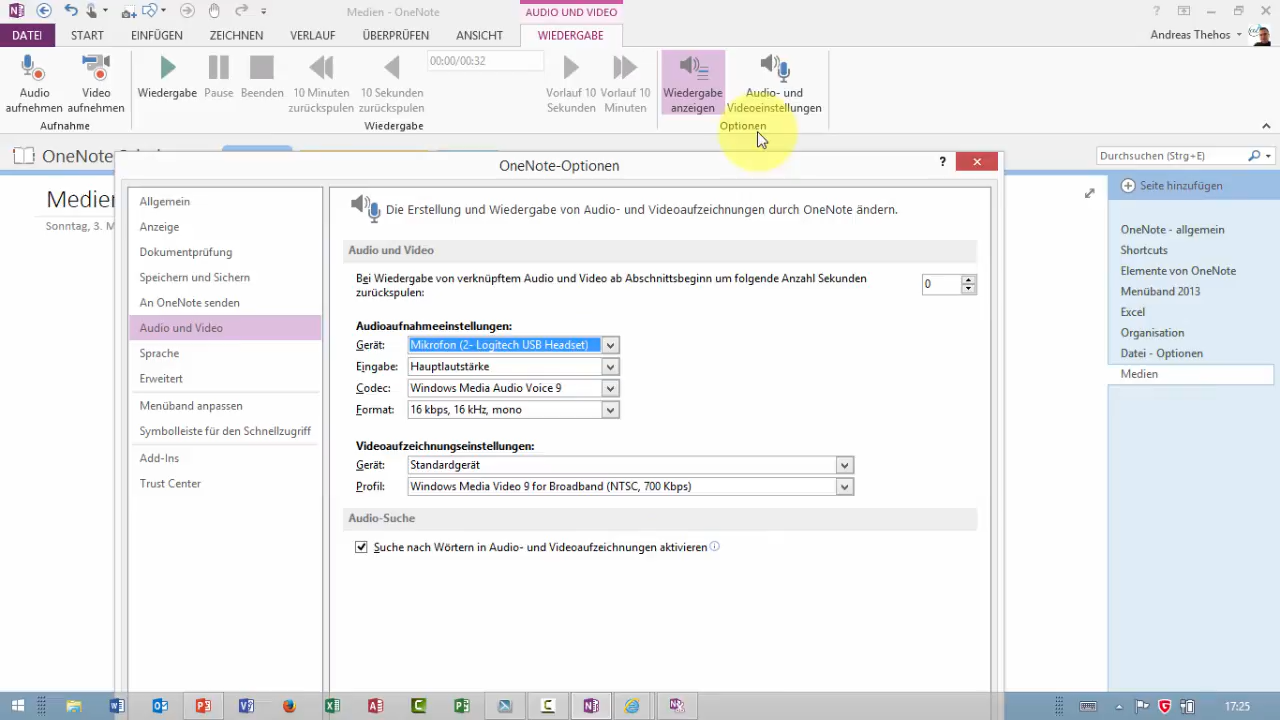 Medien - OneNote
AUDIO UND VIDEO
?
DATEI
START
EINFÜGEN
ZEICHNEN
VERLAUF
ÜBERPRÜFEN
ANSICHT
WIEDERGABE
Andreas Thehos
Audio aufnehmen
Video aufnehmen
Wiedergabe
Pause
Beenden
10 Minuten zurückspulen
10 Sekunden zurückspulen
00:00/00:32
Vorlauf 10 Sekunden
Vorlauf 10 Minuten
Wiedergabe anzeigen
Audio- und Videoeinstellungen
Aufnahme
Wiedergabe
Optionen
OneNote
Durchsuchen (Strg+E)
Medien
Sonntag, 3. M
OneNote-Optionen
?
Allgemein
Anzeige
Dokumentprüfung
Speichern und Sichern
An OneNote senden
Audio und Video
Sprache
Erweitert
Menüband anpassen
Symbolleiste für den Schnellzugriff
Add-Ins
Trust Center
Die Erstellung und Wiedergabe von Audio- und Videoaufzeichnungen durch OneNote ändern.
Audio und Video
Bei Wiedergabe von verknüpftem Audio und Video ab Abschnittsbeginn um folgende Anzahl Sekunden
zurückspulen:
0
Audioaufnahmeeinstellungen:
Gerät: Mikrofon (2- Logitech USB Headset)
Eingabe: Hauptlautstärke
Codec: Windows Media Audio Voice 9
Format: 16 kbps, 16 kHz, mono
Videoaufzeichnungseinstellungen:
Gerät: Standardgerät
Profil: Windows Media Video 9 for Broadband (NTSC, 700 Kbps)
Audio-Suche
Suche nach Wörtern in Audio- und Videoaufzeichnungen aktivieren
Seite hinzufügen
OneNote - allgemein
Shortcuts
Elemente von OneNote
Menüband 2013
Excel
Organisation
Datei - Optionen
Medien
17:25